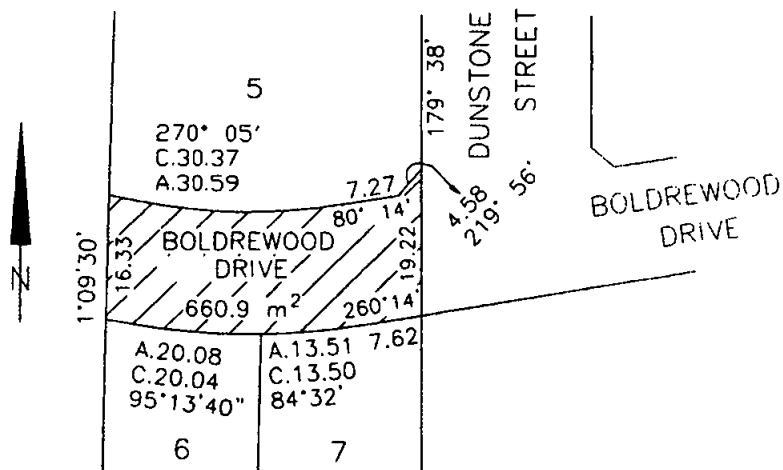 5
270° 05′
C.30.37
A.30.59
7.27
80° 14′
179° 38′
DUNSTONE
STREET
4.58
219° 56′
BOLDREWOOD
DRIVE
BOLDREWOOD
DRIVE
1°09′30″
16.33
19.22
660.9 m²
260°14′
N
A.20.08
C.20.04
95°13′40″
A.13.51
C.13.50
84°32′
7.62
6
7